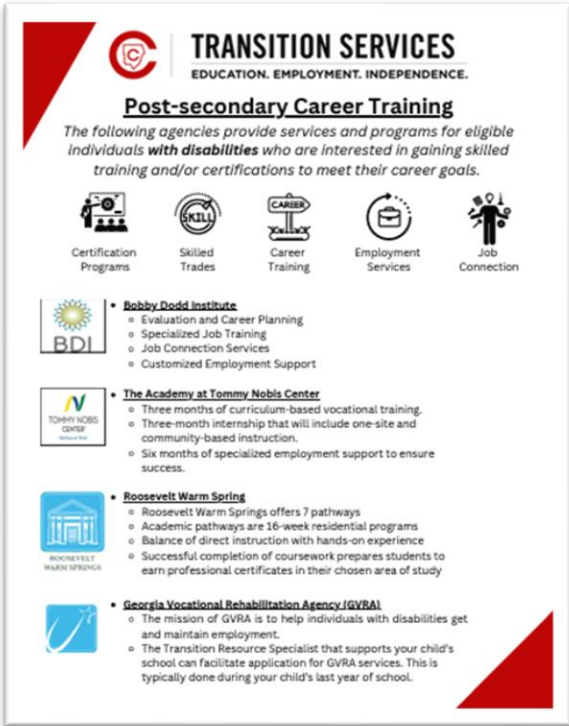 TRANSITION SERVICES
EDUCATION. EMPLOYMENT. INDEPENDENCE.
Post-secondary Career Training
The following agencies provide services and programs for eligible
individuals with disabilities who are interested in gaining skilled
training and/or certifications to meet their career goals.
SKILL
CAREER
Certification
Programs
Skilled
Trades
Career
Training
Employment
Services
Job
Connection
BDI
• Bobby Dodd Institute
◦ Evaluation and Career Planning
◦ Specialized Job Training
◦ Job Connection Services
◦ Customized Employment Support
TOMMY NOBIS
CENTER
• The Academy at Tommy Nobis Center
◦ Three months of curriculum-based vocational training.
◦ Three-month internship that will include one-site and
community-based instruction.
◦ Six months of specialized employment support to ensure
success.
ROOSEVELT
WARM SPRINGS
• Roosevelt Warm Spring
◦ Roosevelt Warm Springs offers 7 pathways
◦ Academic pathways are 16-week residential programs
◦ Balance of direct instruction with hands-on experience
◦ Successful completion of coursework prepares students to
earn professional certificates in their chosen area of study
• Georgia Vocational Rehabilitation Agency (GVRA)
◦ The mission of GVRA is to help individuals with disabilities get
and maintain employment.
◦ The Transition Resource Specialist that supports your child's
school can facilitate application for GVRA services. This is
typically done during your child's last year of school.